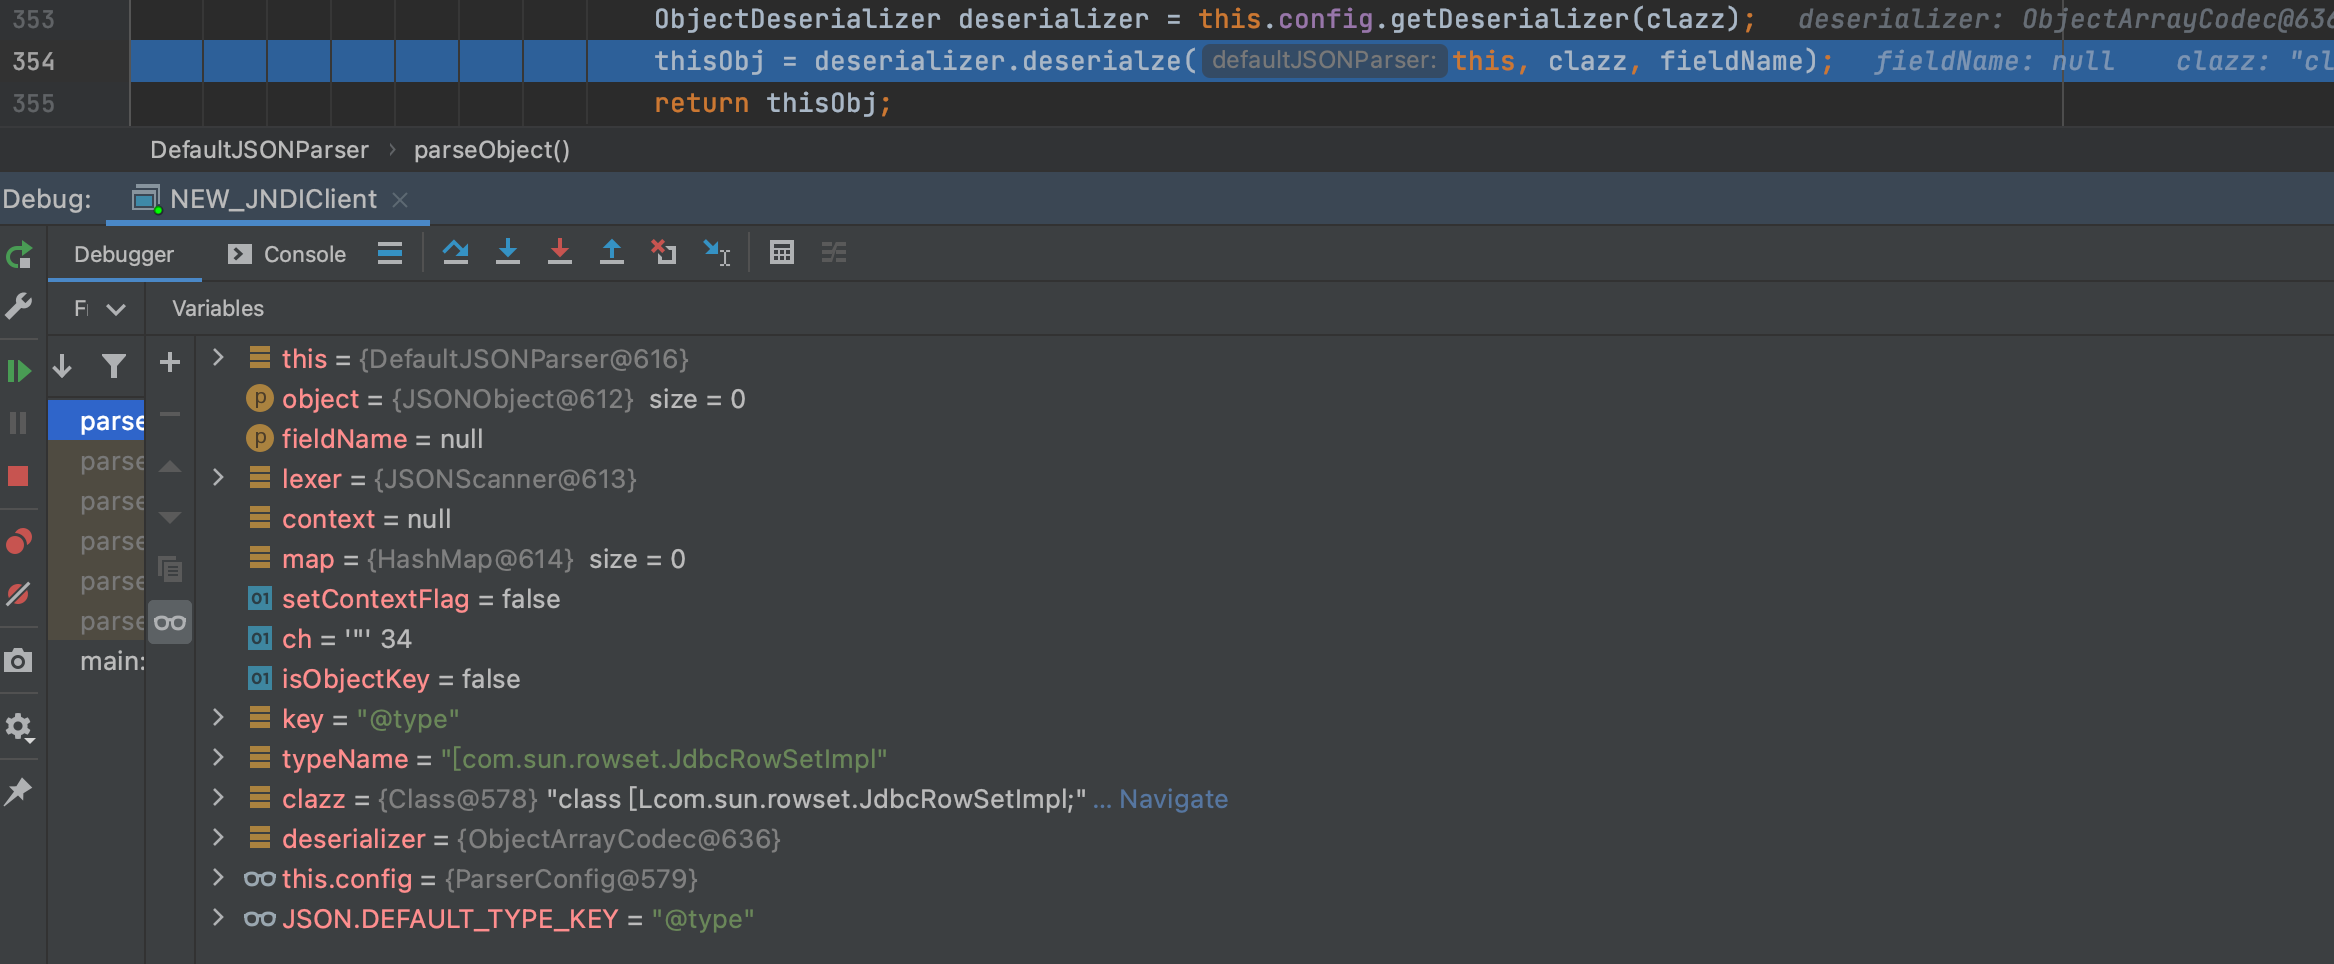 353 ObjectDeserializer deserializer = this.config.getDeserializer(clazz); deserializer: ObjectArrayCodec@636
354 thisObj = deserializer.deserialze( defaultJSONParser: this, clazz, fieldName); fieldName: null clazz: "cl
355 return thisObj;
DefaultJSONParser › parseObject()
Debug: NEW_JNDIClient ×
Debugger Console
Variables
this = {DefaultJSONParser@616}
p object = {JSONObject@612} size = 0
parse
p fieldName = null
parse
lexer = {JSONScanner@613}
parse
context = null
parse
map = {HashMap@614} size = 0
parse
01 setContextFlag = false
parse
01 ch = '"' 34
main:
01 isObjectKey = false
key = "@type"
typeName = "[com.sun.rowset.JdbcRowSetImpl"
clazz = {Class@578} "class [Lcom.sun.rowset.JdbcRowSetImpl;" ... Navigate
deserializer = {ObjectArrayCodec@636}
this.config = {ParserConfig@579}
JSON.DEFAULT_TYPE_KEY = "@type"